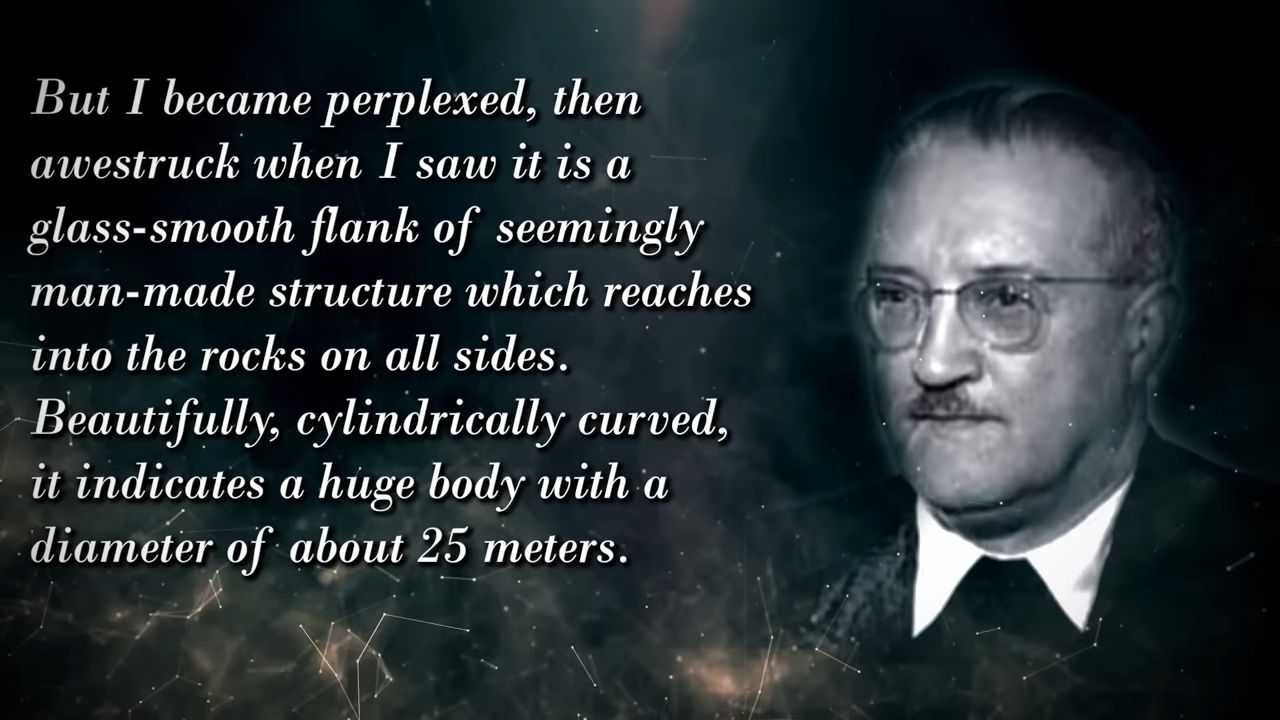 But I became perplexed, then
awestruck when I saw it is a
glass-smooth flank of seemingly
man-made structure which reaches
into the rocks on all sides.
Beautifully, cylindrically curved,
it indicates a huge body with a
diameter of about 25 meters.